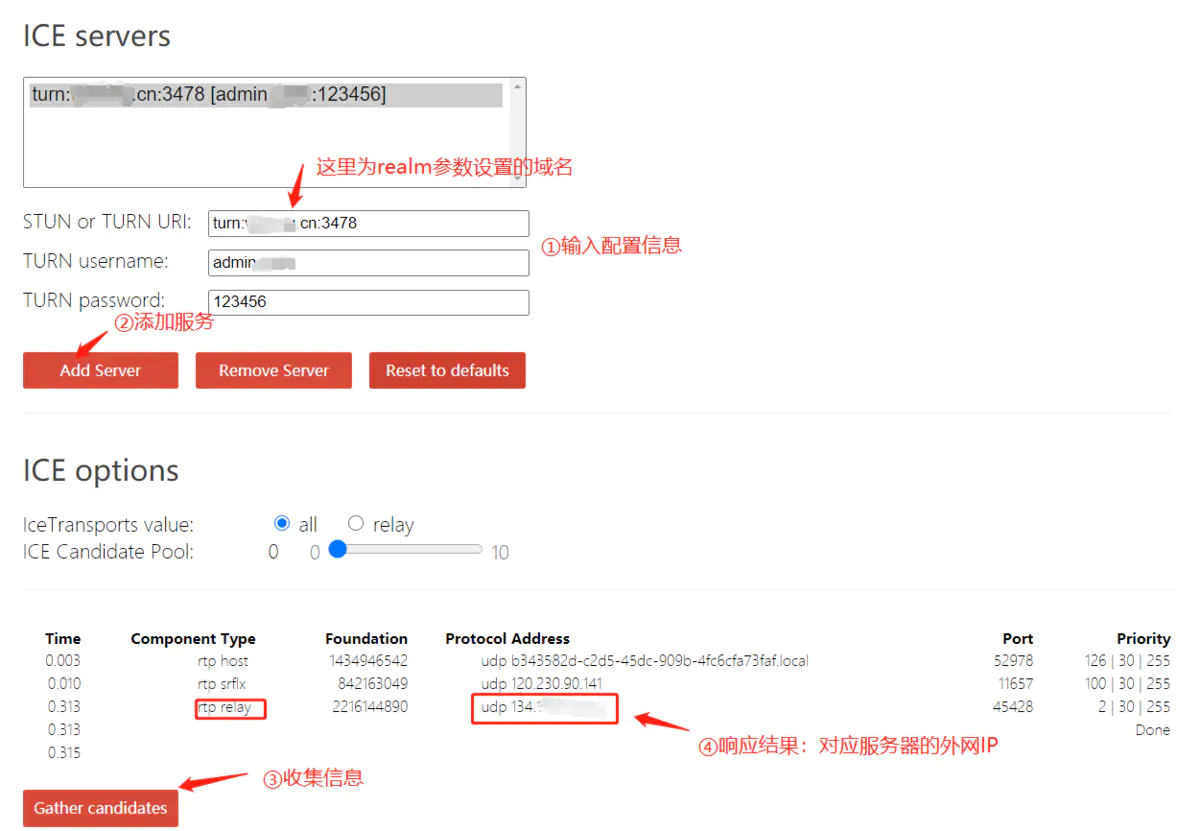 ICE servers
turn: .cn:3478 [admin :123456]
这里为realm参数设置的域名
STUN or TURN URI: turn: .cn:3478
①输入配置信息
TURN username: admin
TURN password: 123456
②添加服务
Add Server Remove Server Reset to defaults
ICE options
IceTransports value: all relay
ICE Candidate Pool: 0 0 10
Time Component Type Foundation Protocol Address Port Priority
0.003 rtp host 1434946542 udp b343582d-c2d5-45dc-909b-4fc6cfa73faf.local 52978 126 | 30 | 255
0.010 rtp srflx 842163049 udp 120.230.90.141 11657 100 | 30 | 255
0.313 rtp relay 2216144890 udp 134. 45428 2 | 30 | 255
0.313 Done
④响应结果：对应服务器的外网IP
0.315
③收集信息
Gather candidates